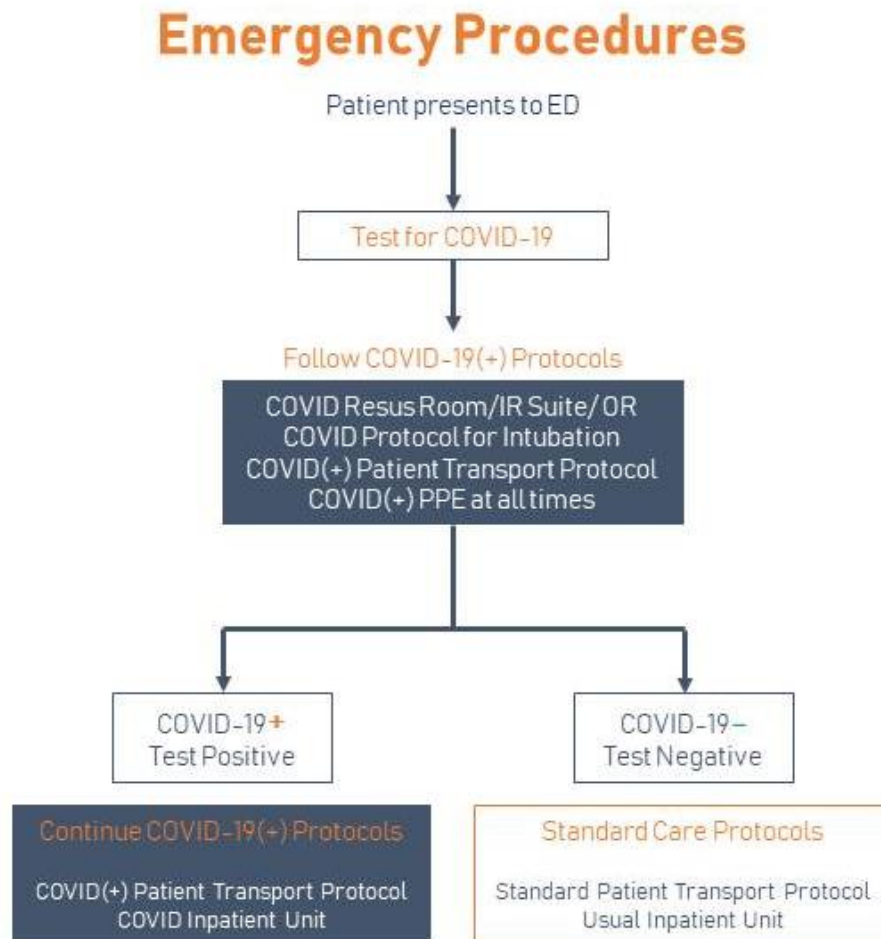 Emergency Procedures
Patient presents to ED
Test for COVID-19
Follow COVID-19(+) Protocols
COVID Resus Room/IR Suite/OR
COVID Protocol for Intubation
COVID(+) Patient Transport Protocol
COVID(+) PPE at all times
COVID-19+
Test Positive
COVID-19–
Test Negative
Continue COVID-19(+) Protocols
COVID(+) Patient Transport Protocol
COVID Inpatient Unit
Standard Care Protocols
Standard Patient Transport Protocol
Usual Inpatient Unit